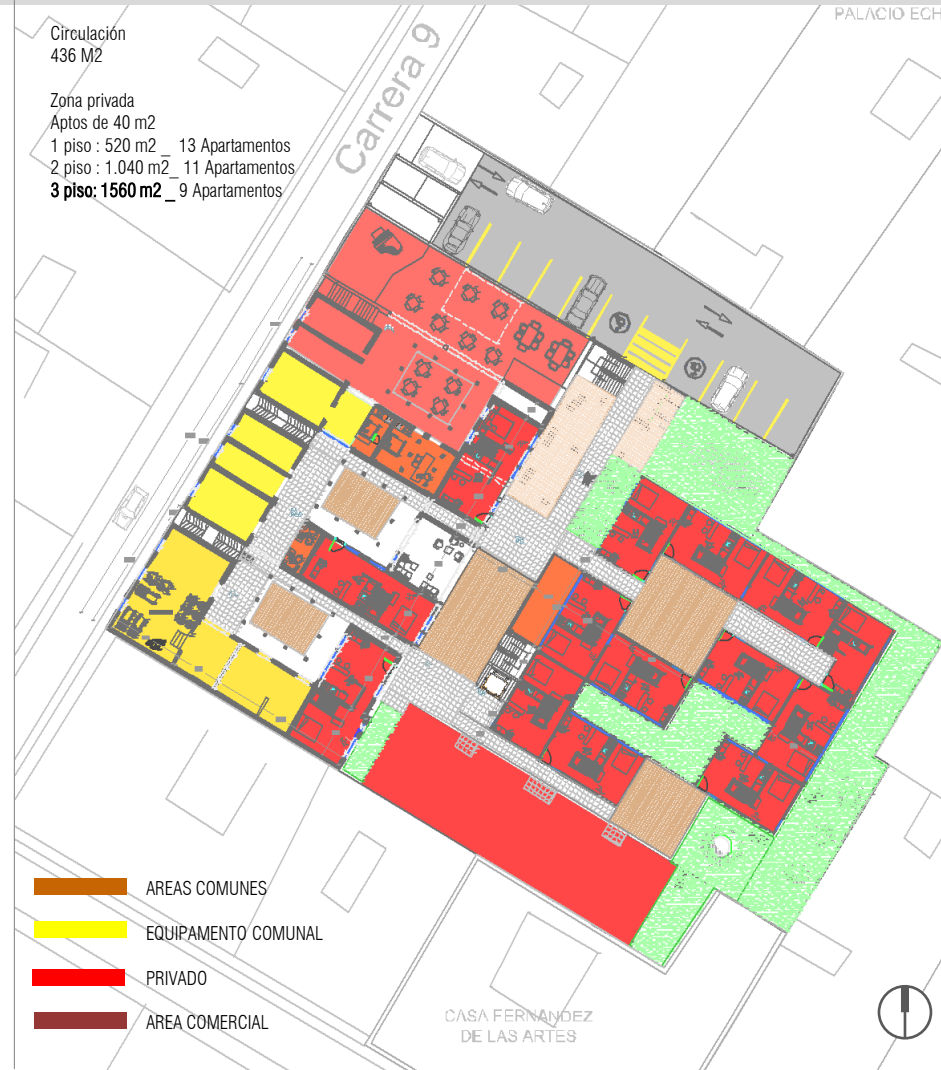 PALACIO ECH
Circulación
436 M2
Zona privada
Aptos de 40 m2
1 piso : 520 m2 _ 13 Apartamentos
2 piso : 1.040 m2_ 11 Apartamentos
3 piso: 1560 m2 _ 9 Apartamentos
Carrera 9
AREAS COMUNES
EQUIPAMENTO COMUNAL
PRIVADO
AREA COMERCIAL
CASA FERNANDEZ
DE LAS ARTES